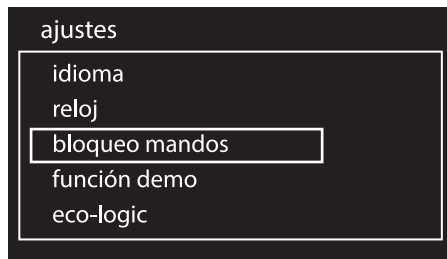 ajustes
idioma
reloj
bloqueo mandos
función demo
eco-logic